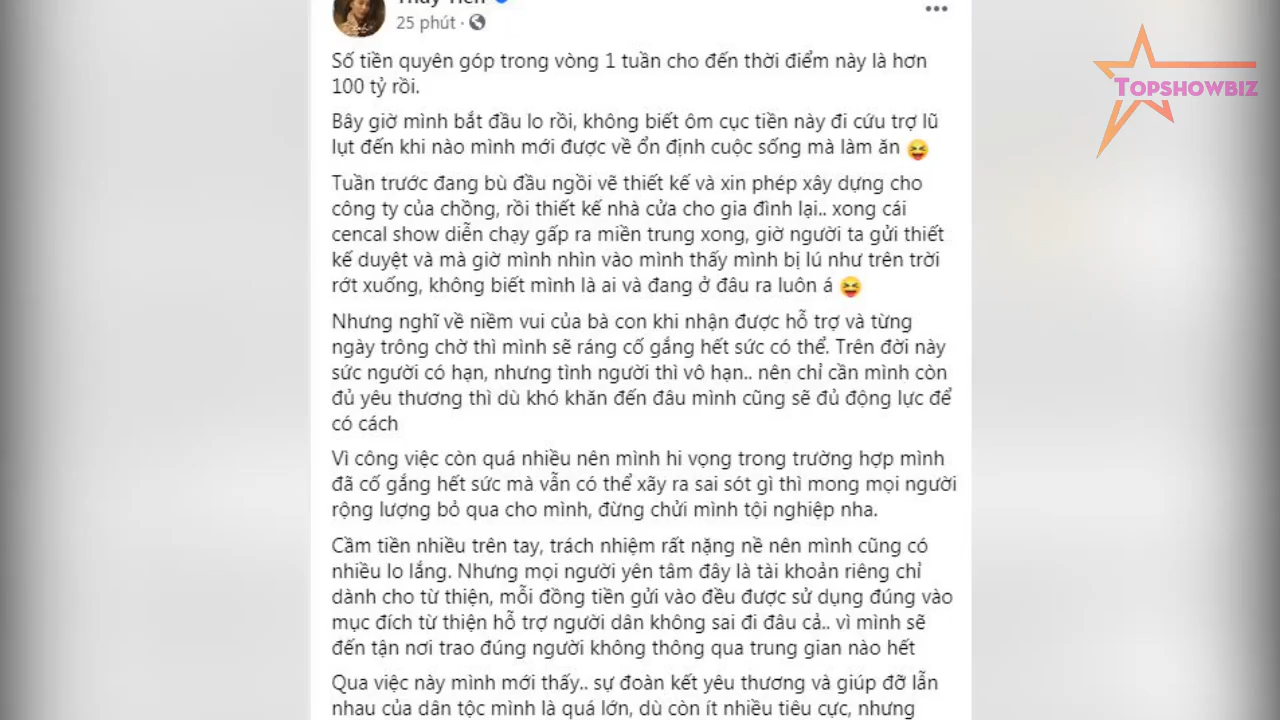 Thủy Tiên
25 phút ·
TOPSHOWBIZ
Số tiền quyên góp trong vòng 1 tuần cho đến thời điểm này là hơn
100 tỷ rồi.
Bây giờ mình bắt đầu lo rồi, không biết ôm cục tiền này đi cứu trợ lũ
lụt đến khi nào mình mới được về ổn định cuộc sống mà làm ăn 😝
Tuần trước đang bù đầu ngồi vẽ thiết kế và xin phép xây dựng cho
công ty của chồng, rồi thiết kế nhà cửa cho gia đình lại.. xong cái
cencal show diễn chạy gấp ra miền trung xong, giờ người ta gửi thiết
kế duyệt và mà giờ mình nhìn vào mình thấy mình bị lú như trên trời
rớt xuống, không biết mình là ai và đang ở đâu ra luôn á 😝
Nhưng nghĩ về niềm vui của bà con khi nhận được hỗ trợ và từng
ngày trông chờ thì mình sẽ ráng cố gắng hết sức có thể. Trên đời này
sức người có hạn, nhưng tình người thì vô hạn.. nên chỉ cần mình còn
đủ yêu thương thì dù khó khăn đến đâu mình cũng sẽ đủ động lực để
có cách
Vì công việc còn quá nhiều nên mình hi vọng trong trường hợp mình
đã cố gắng hết sức mà vẫn có thể xãy ra sai sót gì thì mong mọi người
rộng lượng bỏ qua cho mình, đừng chửi mình tội nghiệp nha.
Cầm tiền nhiều trên tay, trách nhiệm rất nặng nề nên mình cũng có
nhiều lo lắng. Nhưng mọi người yên tâm đây là tài khoản riêng chỉ
dành cho từ thiện, mỗi đồng tiền gửi vào đều được sử dụng đúng vào
mục đích từ thiện hỗ trợ người dân không sai đi đâu cả.. vì mình sẽ
đến tận nơi trao đúng người không thông qua trung gian nào hết
Qua việc này mình mới thấy.. sự đoàn kết yêu thương và giúp đỡ lẫn
nhau của dân tộc mình là quá lớn, dù còn ít nhiều tiêu cực, nhưng